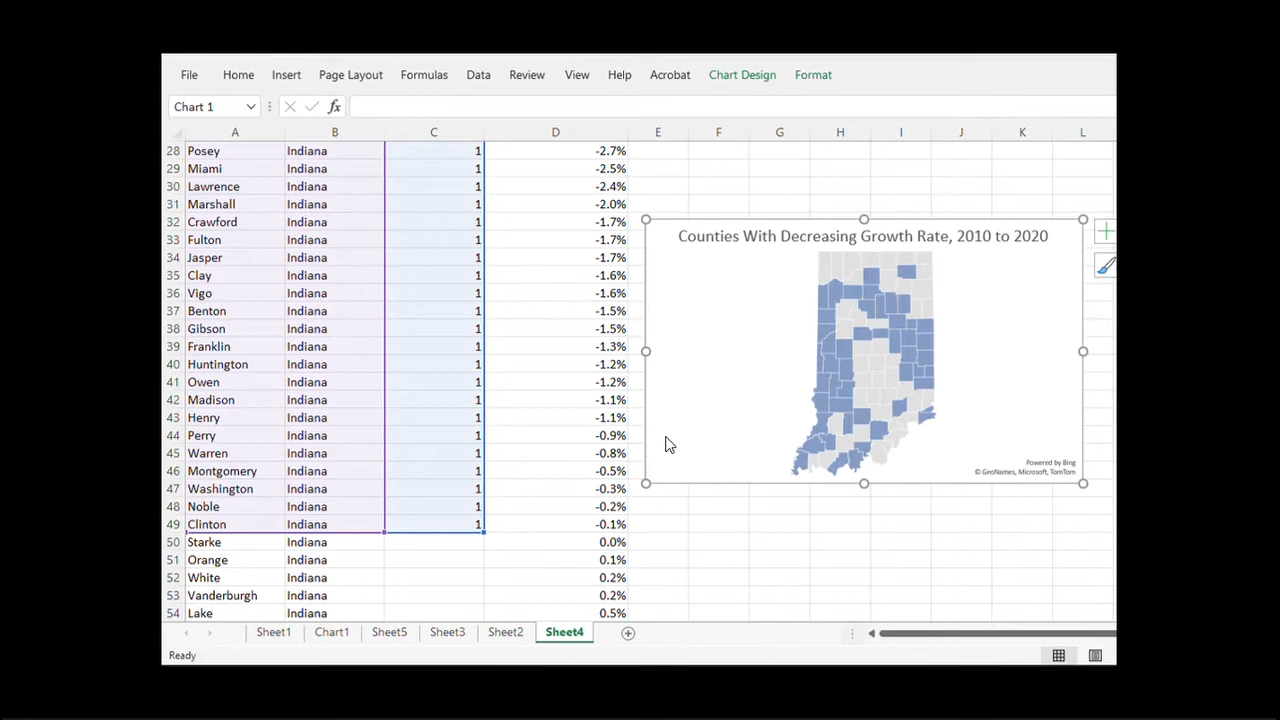 File Home Insert Page Layout Formulas Data Review View Help Acrobat Chart Design Format
Chart 1 fx
A B C D E F G H I J K L
28 Posey Indiana 1 -2.7%
29 Miami Indiana 1 -2.5%
30 Lawrence Indiana 1 -2.4%
31 Marshall Indiana 1 -2.0%
32 Crawford Indiana 1 -1.7%
33 Fulton Indiana 1 -1.7%
34 Jasper Indiana 1 -1.7%
35 Clay Indiana 1 -1.6%
36 Vigo Indiana 1 -1.6%
37 Benton Indiana 1 -1.5%
38 Gibson Indiana 1 -1.5%
39 Franklin Indiana 1 -1.3%
40 Huntington Indiana 1 -1.2%
41 Owen Indiana 1 -1.2%
42 Madison Indiana 1 -1.1%
43 Henry Indiana 1 -1.1%
44 Perry Indiana 1 -0.9%
45 Warren Indiana 1 -0.8%
46 Montgomery Indiana 1 -0.5%
47 Washington Indiana 1 -0.3%
48 Noble Indiana 1 -0.2%
49 Clinton Indiana 1 -0.1%
50 Starke Indiana 0.0%
51 Orange Indiana 0.1%
52 White Indiana 0.2%
53 Vanderburgh Indiana 0.2%
54 Lake Indiana 0.5%
Counties With Decreasing Growth Rate, 2010 to 2020
Powered by Bing
© GeoNames, Microsoft, TomTom
Sheet1 Chart1 Sheet5 Sheet3 Sheet2 Sheet4
Ready